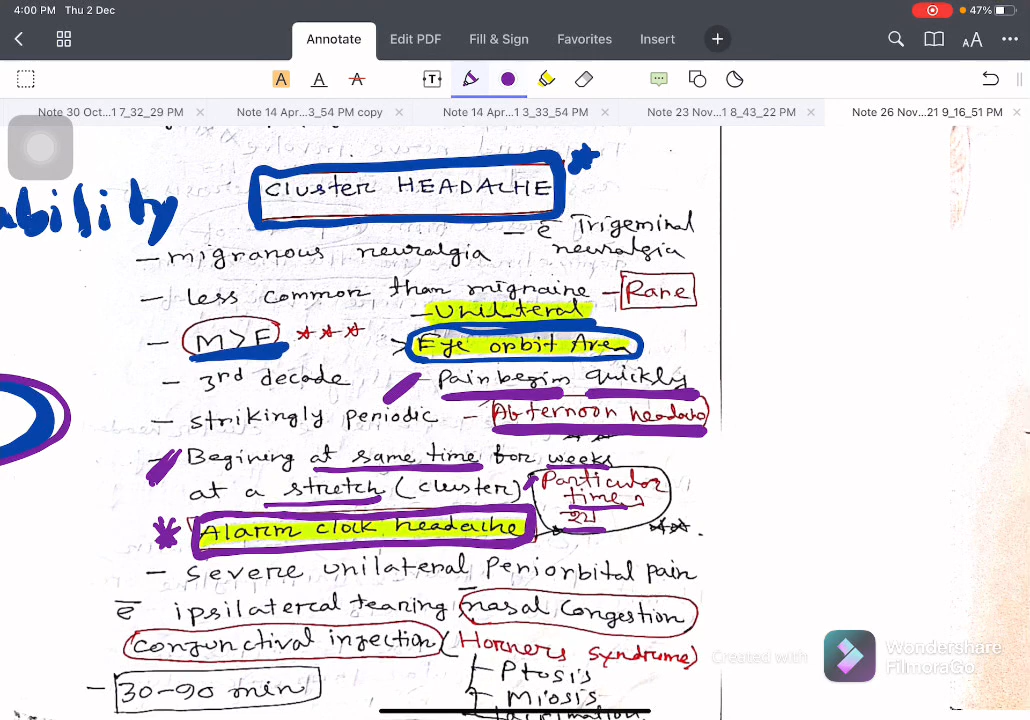 4:00 PM Thu 2 Dec
47%
Annotate
Edit PDF
Fill & Sign
Favorites
Insert
Note 30 Oct...1 7_32_29 PM
Note 14 Apr...3_54 PM copy
Note 14 Apr...1 3_33_54 PM
Note 23 Nov...1 8_43_22 PM
Note 26 Nov...21 9_16_51 PM
ability
CLuster HEADACHE
— c̄ Trigeminal neuralgia
— migranous neuralgia
— less common than migraine — Rare
— Unilateral
— M > F
> Eye orbit Area
— 3rd decade
— Pain begin quickly
— strikingly periodic — Afternoon headache
— Begining at same time for weeks
at a stretch (cluster)
Particular
time
Alarm clock headache
— severe unilateral Periorbital pain
c̄ ipsilateral tearing nasal congestion
conjunctival injection (Horners syndrome)
Ptosis
— 30-90 min
Miosis
Created with
Wondershare
FilmoraGo